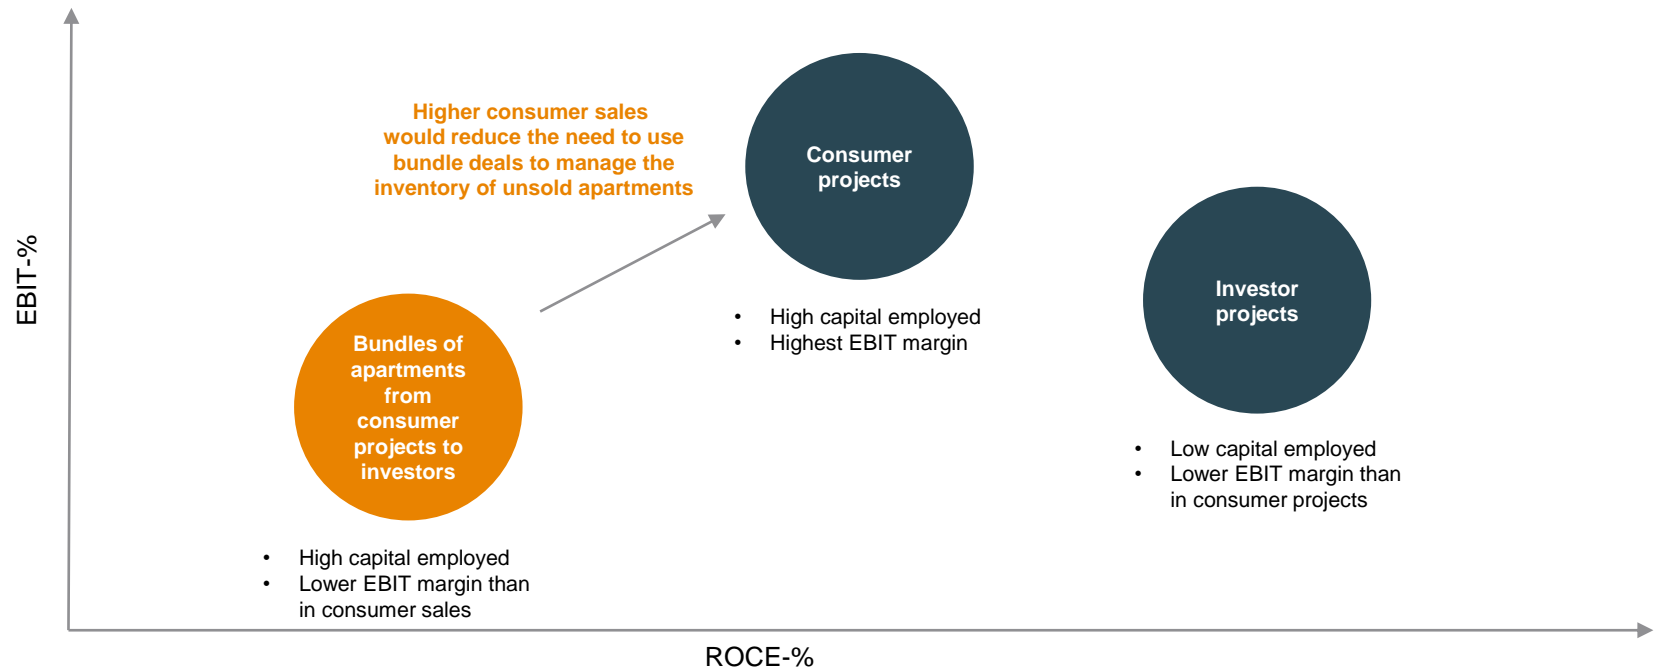 EBIT-%
Higher consumer sales
would reduce the need to use
bundle deals to manage the
inventory of unsold apartments
Consumer
projects
• High capital employed
• Highest EBIT margin
Investor
projects
• Low capital employed
• Lower EBIT margin than
in consumer projects
Bundles of
apartments
from
consumer
projects to
investors
• High capital employed
• Lower EBIT margin than
in consumer sales
ROCE-%